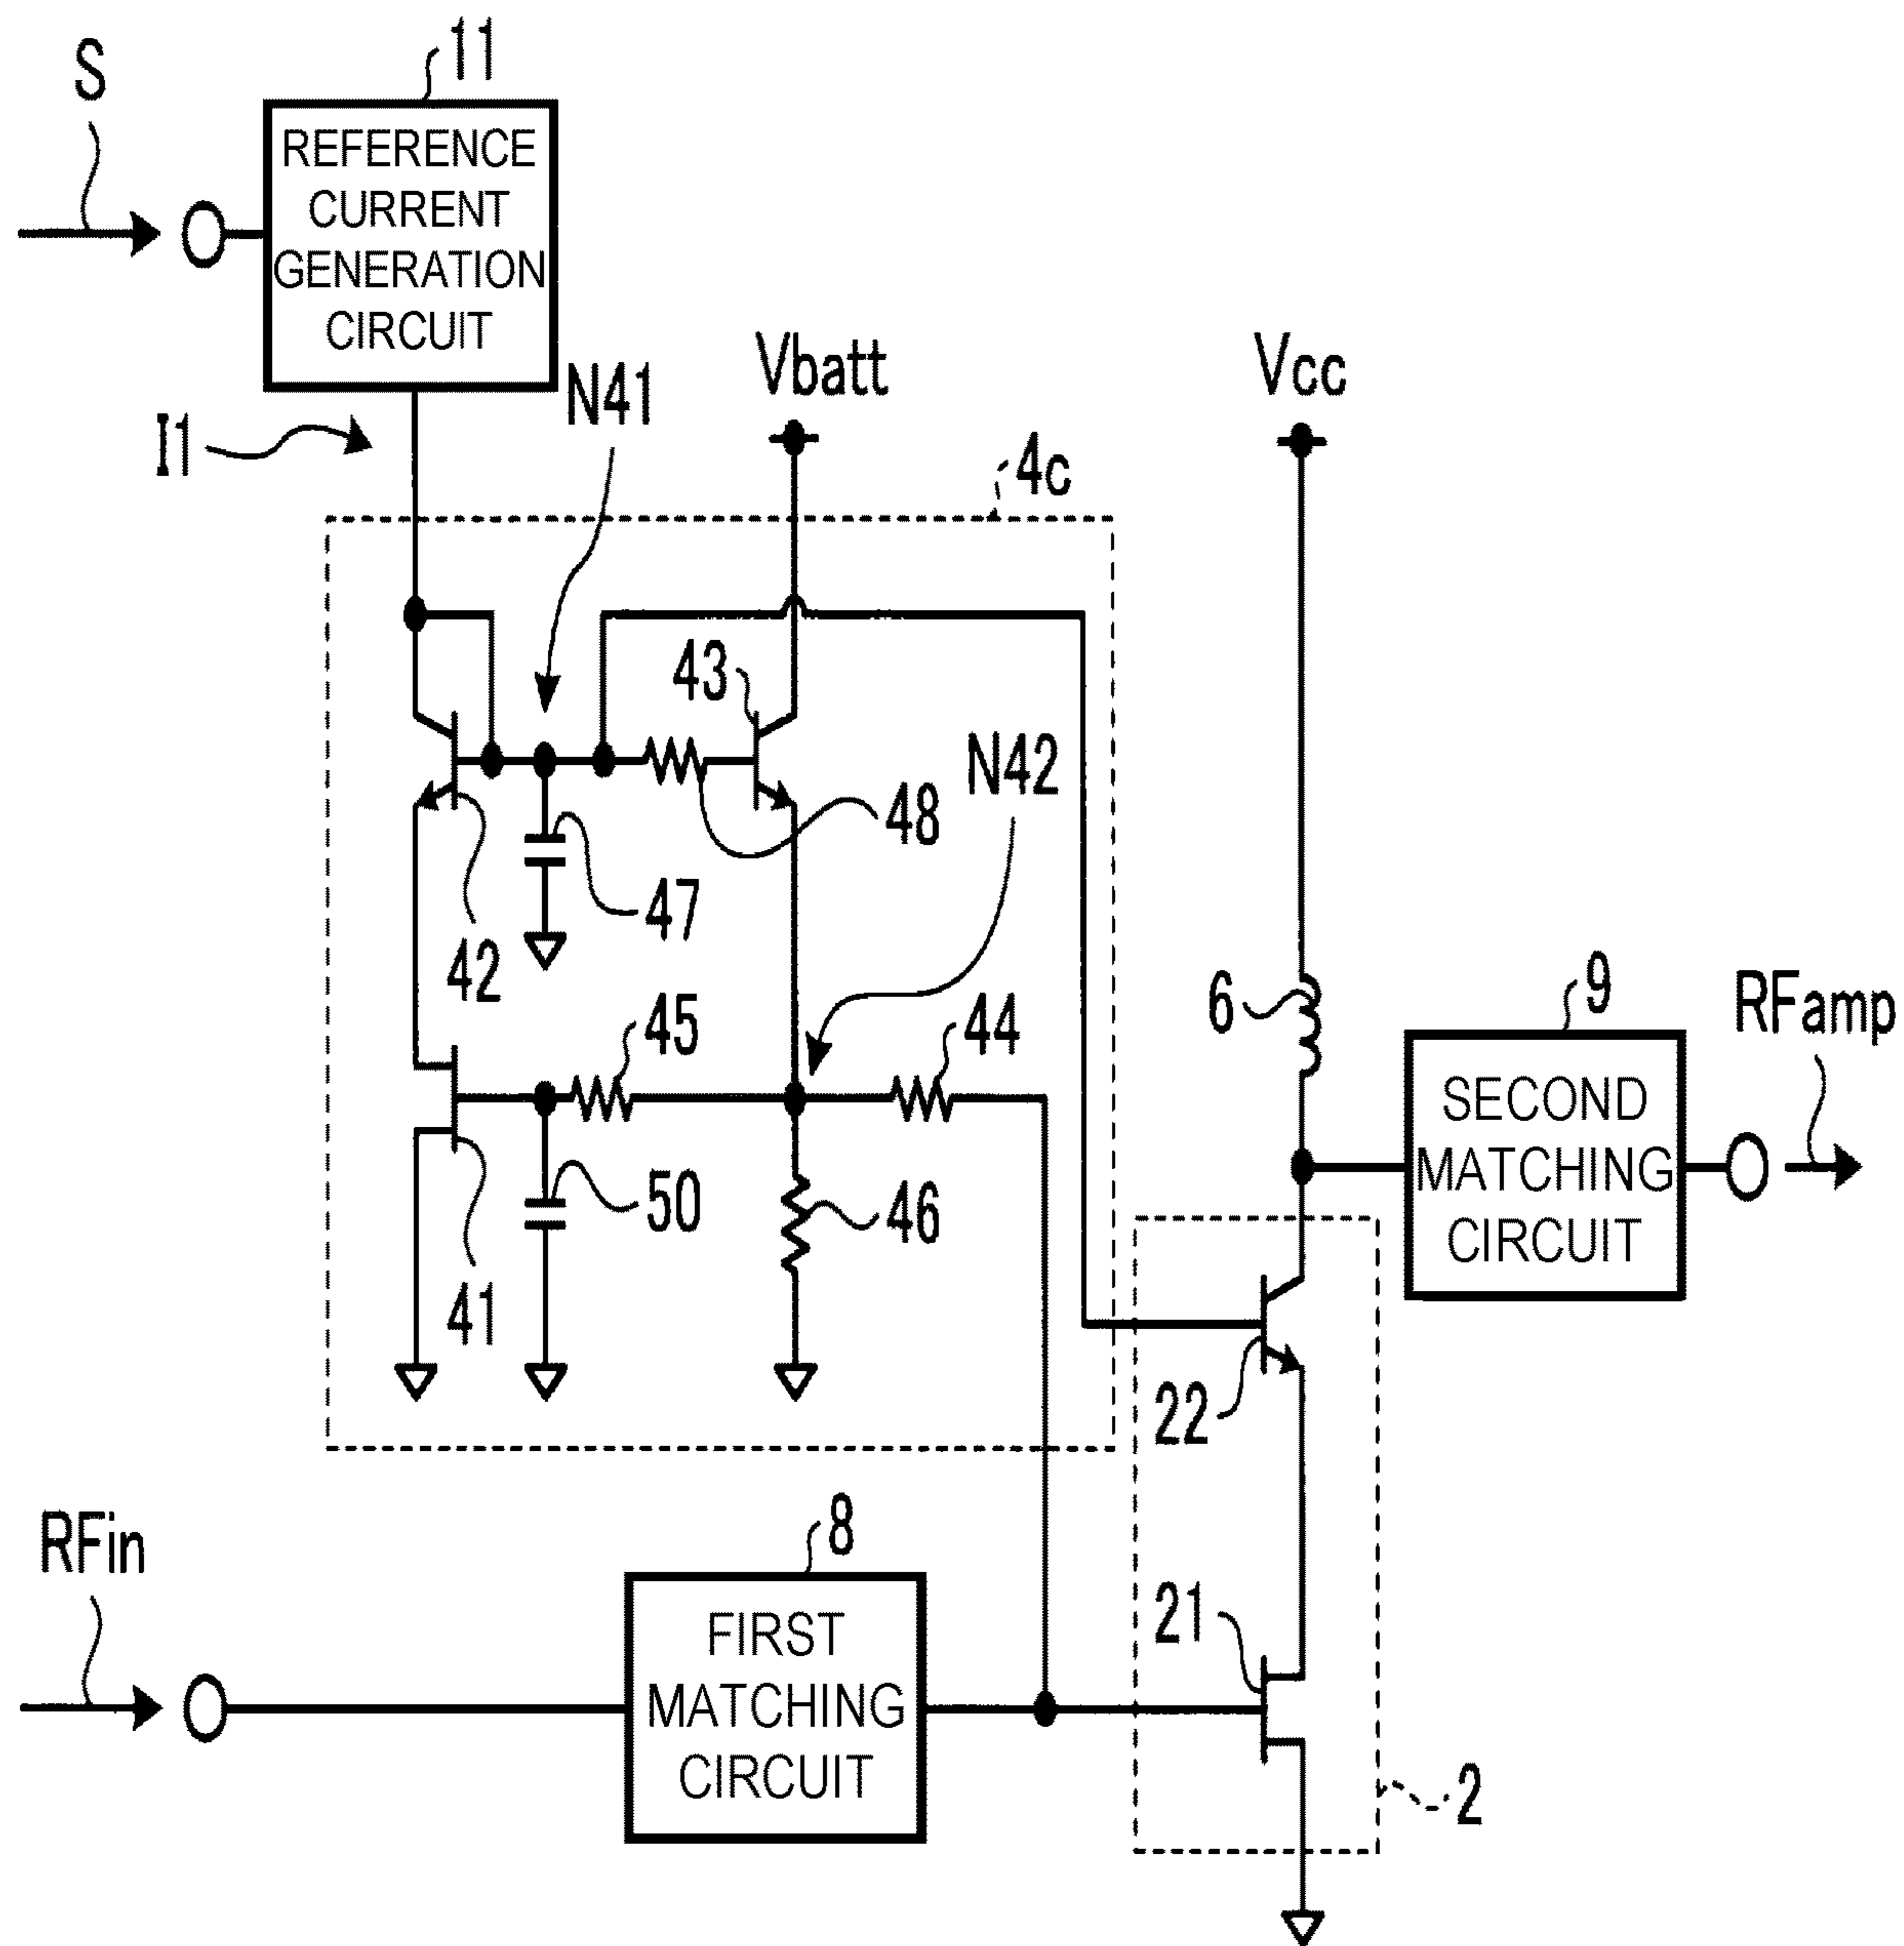 S
11
REFERENCE
CURRENT
GENERATION
CIRCUIT
I1
N41
Vbatt
Vcc
4c
43
N42
48
47
42
45
44
6
9
RFamp
SECOND
MATCHING
CIRCUIT
50
46
41
22
RFin
8
FIRST
MATCHING
CIRCUIT
21
2